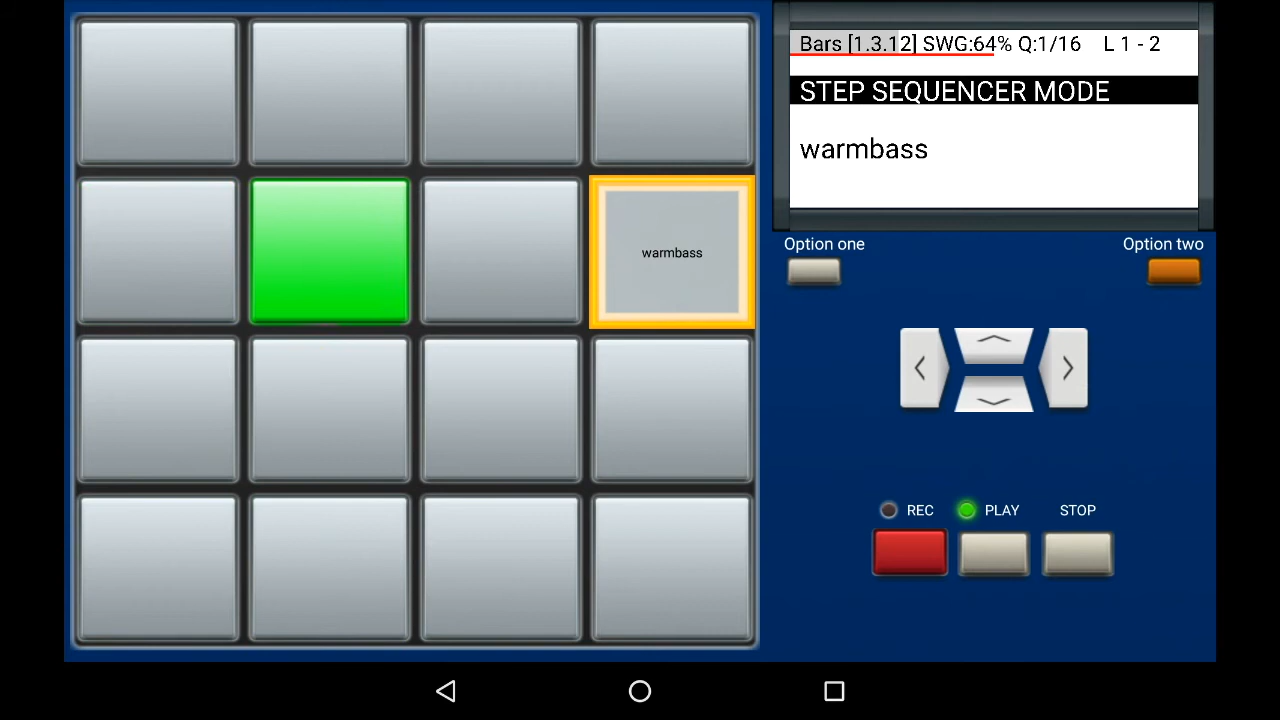 Bars [1.3.12] SWG:64% Q:1/16 L 1 - 2
STEP SEQUENCER MODE
warmbass
warmbass
Option one
Option two
REC
PLAY
STOP